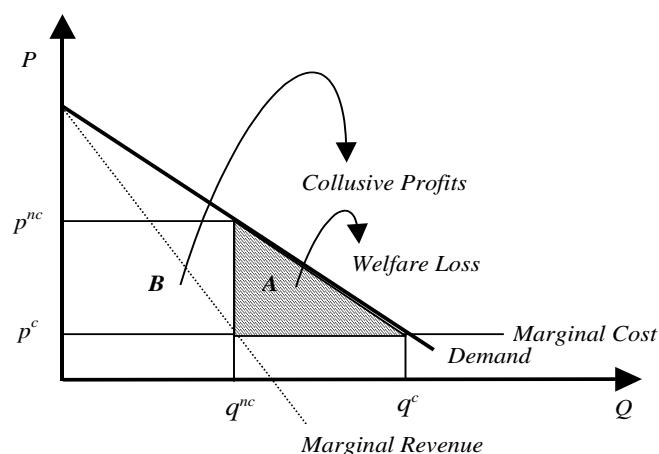 P
Collusive Profits
p^nc
Welfare Loss
B
A
p^c
Marginal Cost
Demand
q^nc
q^c
Q
Marginal Revenue